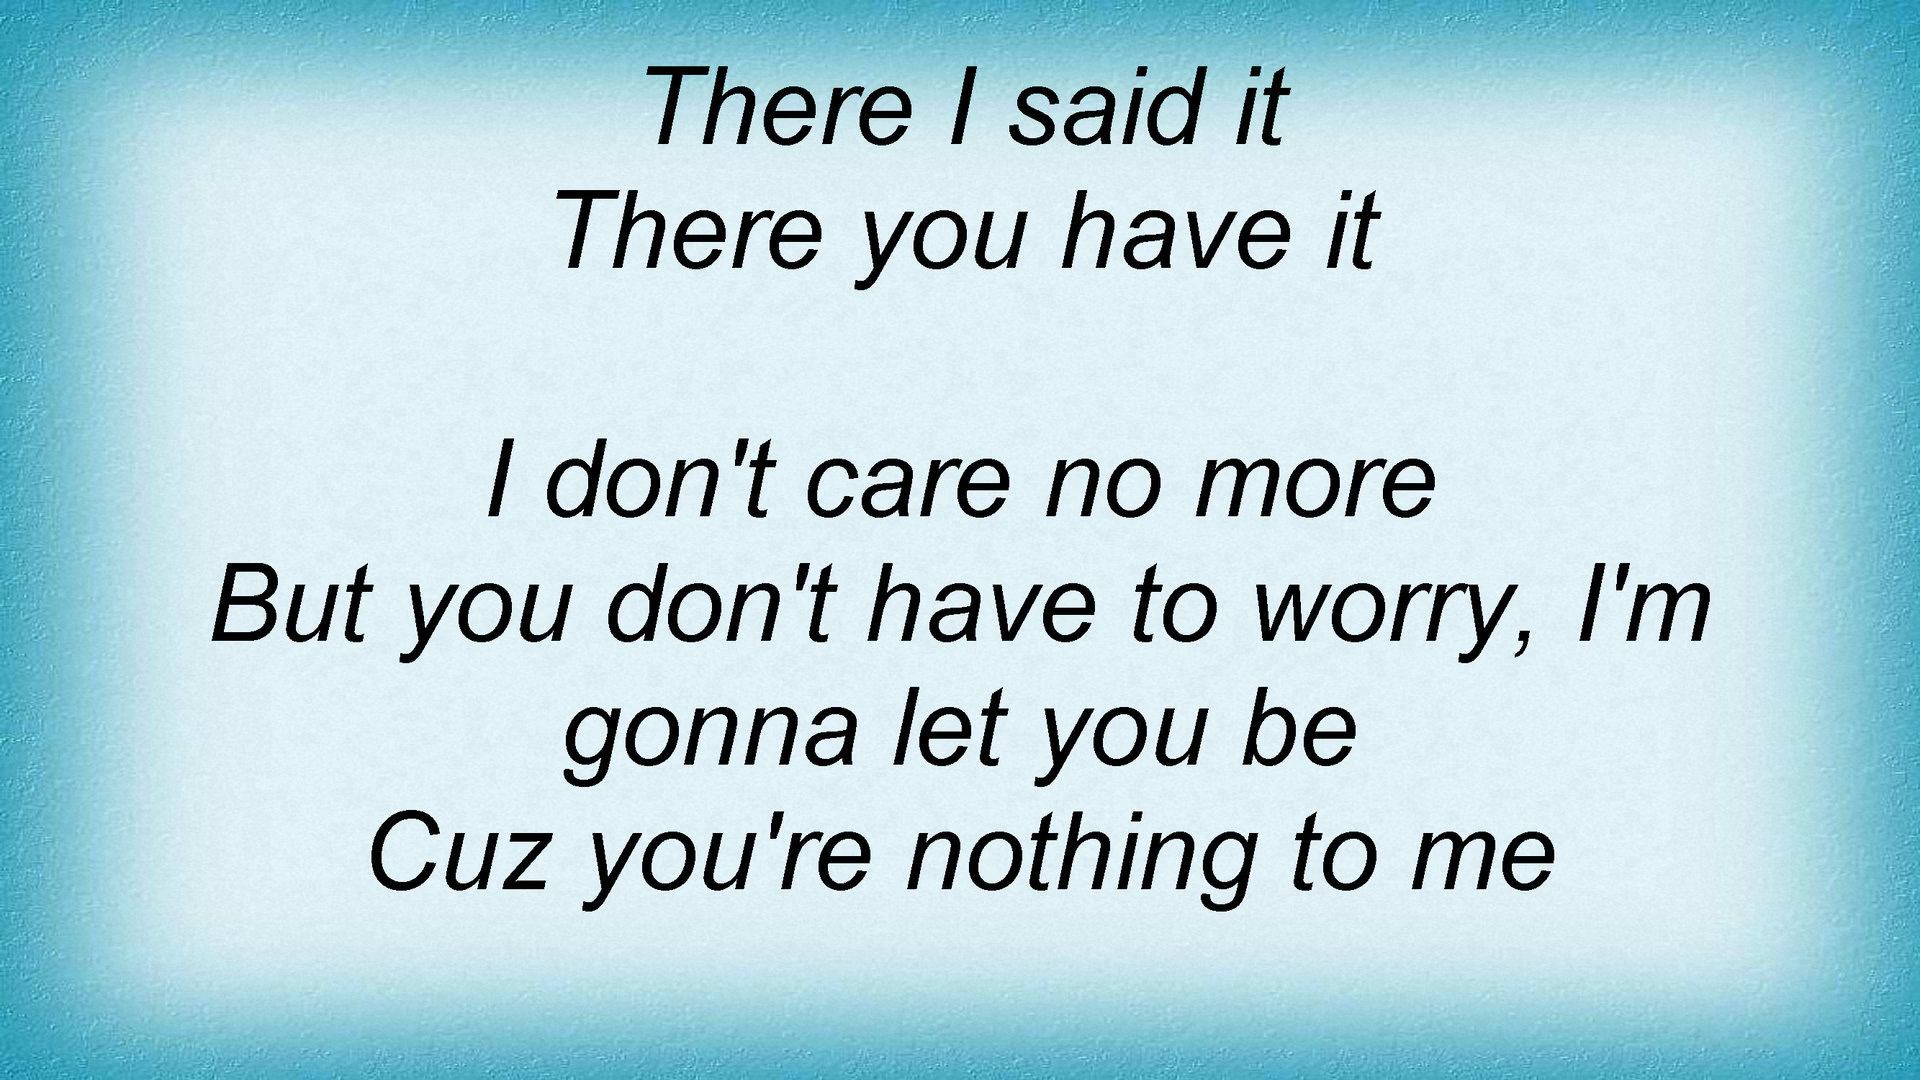 There I said it
There you have it
I don't care no more
But you don't have to worry, I'm
gonna let you be
Cuz you're nothing to me